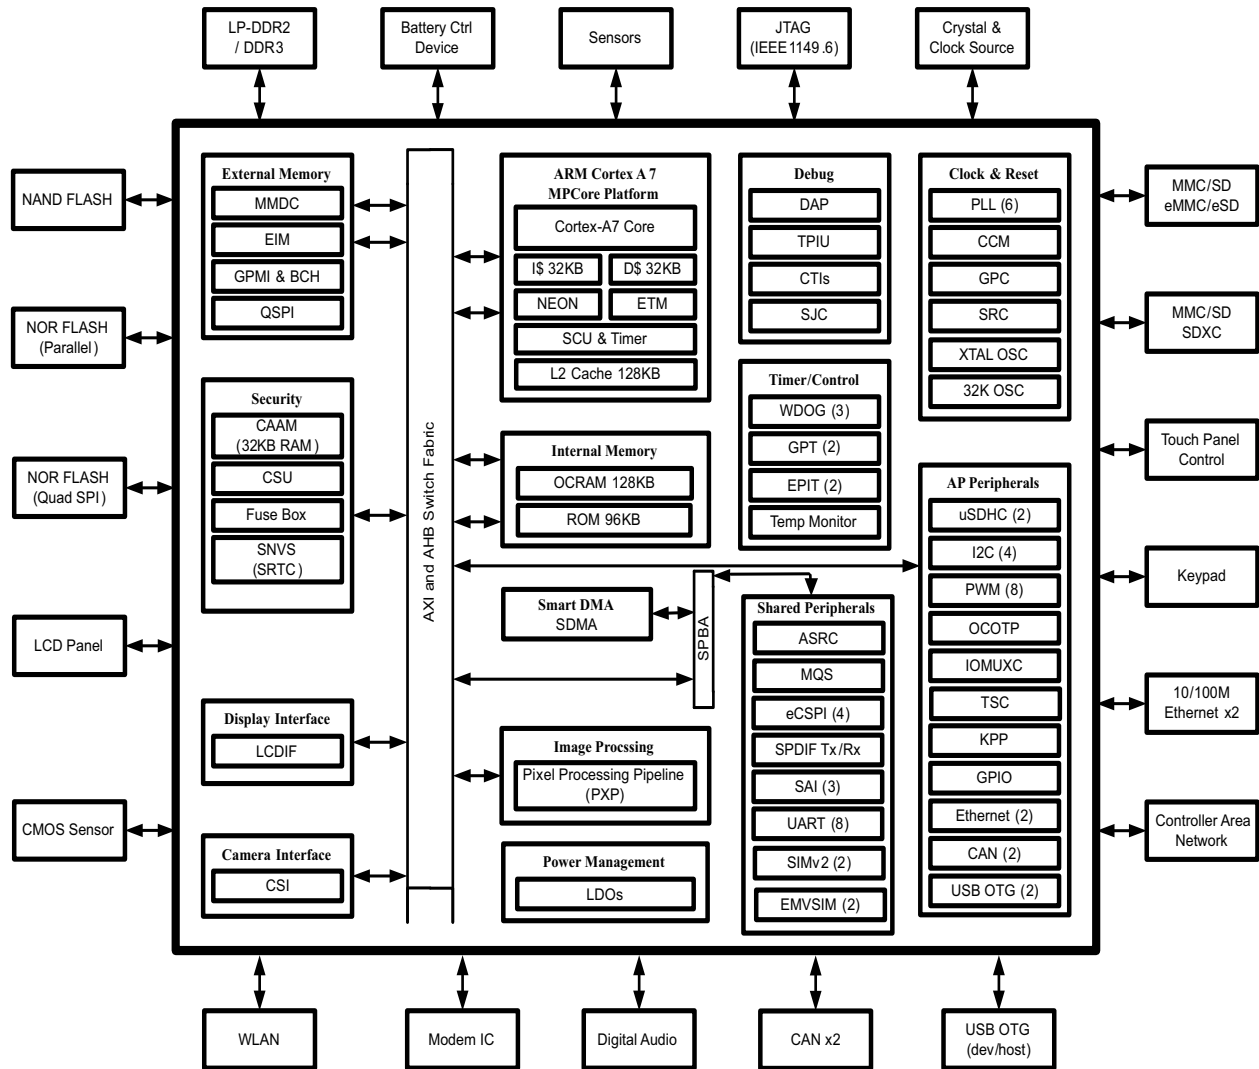 LP-DDR2
/ DDR3
Battery Ctrl
Device
Sensors
JTAG
(IEEE1149.6)
Crystal &
Clock Source
NAND FLASH
NOR FLASH
(Parallel)
NOR FLASH
(Quad SPI)
LCD Panel
CMOS Sensor
External Memory
MMDC
EIM
GPMI & BCH
QSPI
Security
CAAM
(32KB RAM)
CSU
Fuse Box
SNVS
(SRTC)
Display Interface
LCDIF
Camera Interface
CSI
AXI and AHB Switch Fabric
ARM Cortex A 7
MPCore Platform
Cortex-A7 Core
I$ 32KB
D$ 32KB
NEON
ETM
SCU & Timer
L2 Cache 128KB
Internal Memory
OCRAM 128KB
ROM 96KB
Smart DMA
SDMA
SPBA
Image Procssing
Pixel Processing Pipeline
(PXP)
Power Management
LDOs
Debug
DAP
TPIU
CTIs
SJC
Timer/Control
WDOG (3)
GPT (2)
EPIT (2)
Temp Monitor
Shared Peripherals
ASRC
MQS
eCSPI (4)
SPDIF Tx/Rx
SAI (3)
UART (8)
SIMv2 (2)
EMVSIM (2)
Clock & Reset
PLL (6)
CCM
GPC
SRC
XTAL OSC
32K OSC
AP Peripherals
uSDHC (2)
I2C (4)
PWM (8)
OCOTP
IOMUXC
TSC
KPP
GPIO
Ethernet (2)
CAN (2)
USB OTG (2)
MMC/SD
eMMC/eSD
MMC/SD
SDXC
Touch Panel
Control
Keypad
10/100M
Ethernet x2
Controller Area
Network
WLAN
Modem IC
Digital Audio
CAN x2
USB OTG
(dev/host)